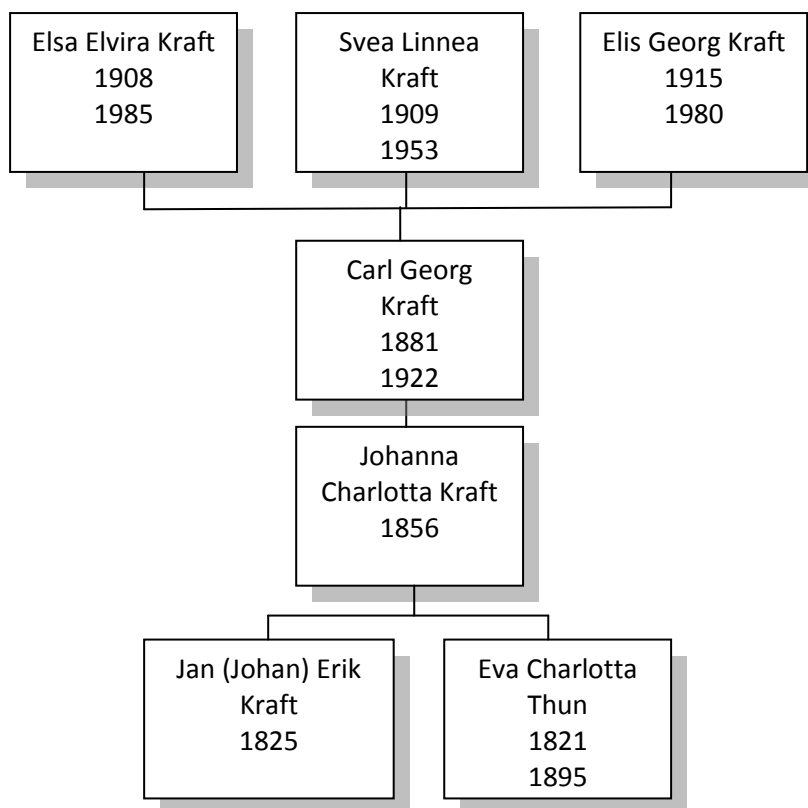 Elsa Elvira Kraft
1908
1985
Svea Linnea
Kraft
1909
1953
Elis Georg Kraft
1915
1980
Carl Georg
Kraft
1881
1922
Johanna
Charlotta Kraft
1856
Jan (Johan) Erik
Kraft
1825
Eva Charlotta
Thun
1821
1895